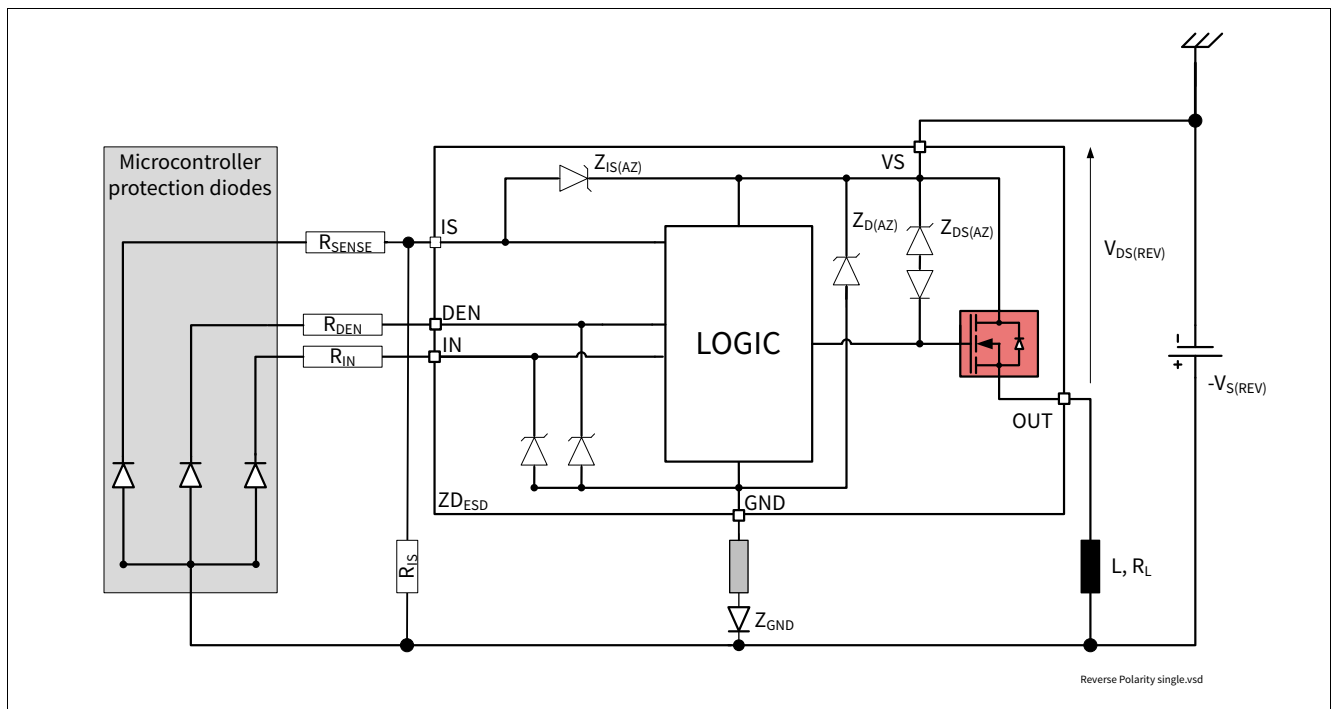 Microcontroller
protection diodes
Z_IS(AZ)
VS
IS
R_SENSE
Z_D(AZ)
Z_DS(AZ)
V_DS(REV)
DEN
R_DEN
IN
R_IN
LOGIC
-
+
-V_S(REV)
OUT
ZD_ESD
GND
R_IS
L, R_L
Z_GND
Reverse Polarity single.vsd